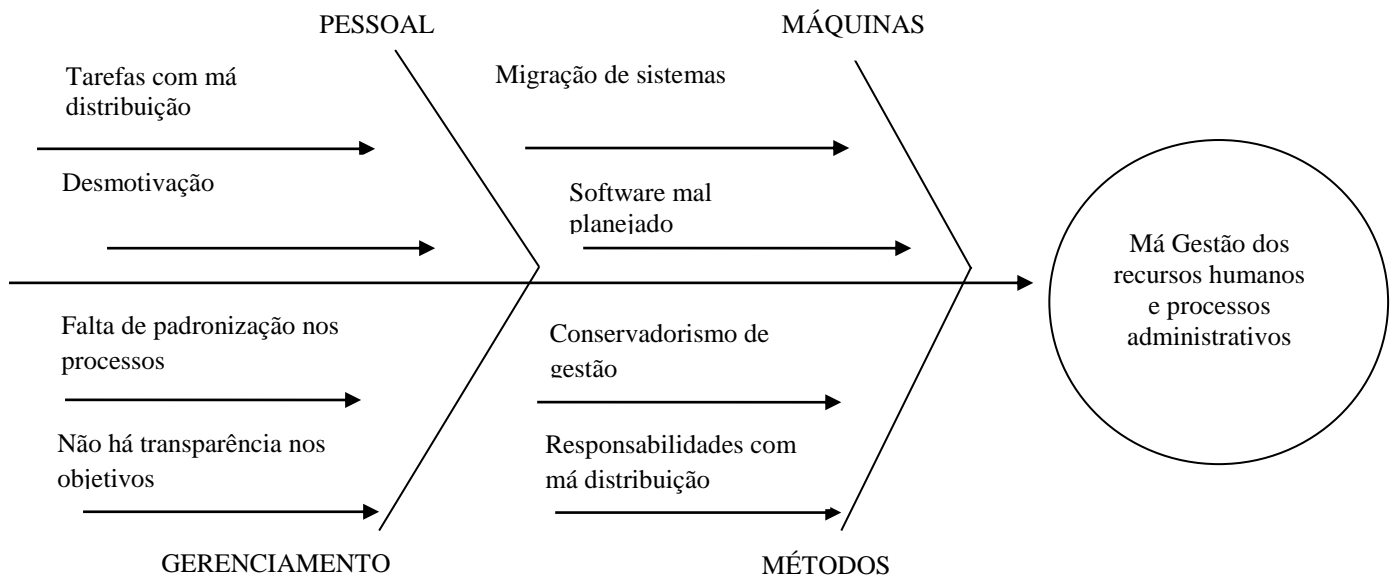 PESSOAL
MÁQUINAS
Tarefas com má
distribuição
Migração de sistemas
Desmotivação
Software mal
planejado
Má Gestão dos
recursos humanos
e processos
administrativos
Falta de padronização nos
processos
Conservadorismo de
gestão
Não há transparência nos
objetivos
Responsabilidades com
má distribuição
GERENCIAMENTO
MÉTODOS